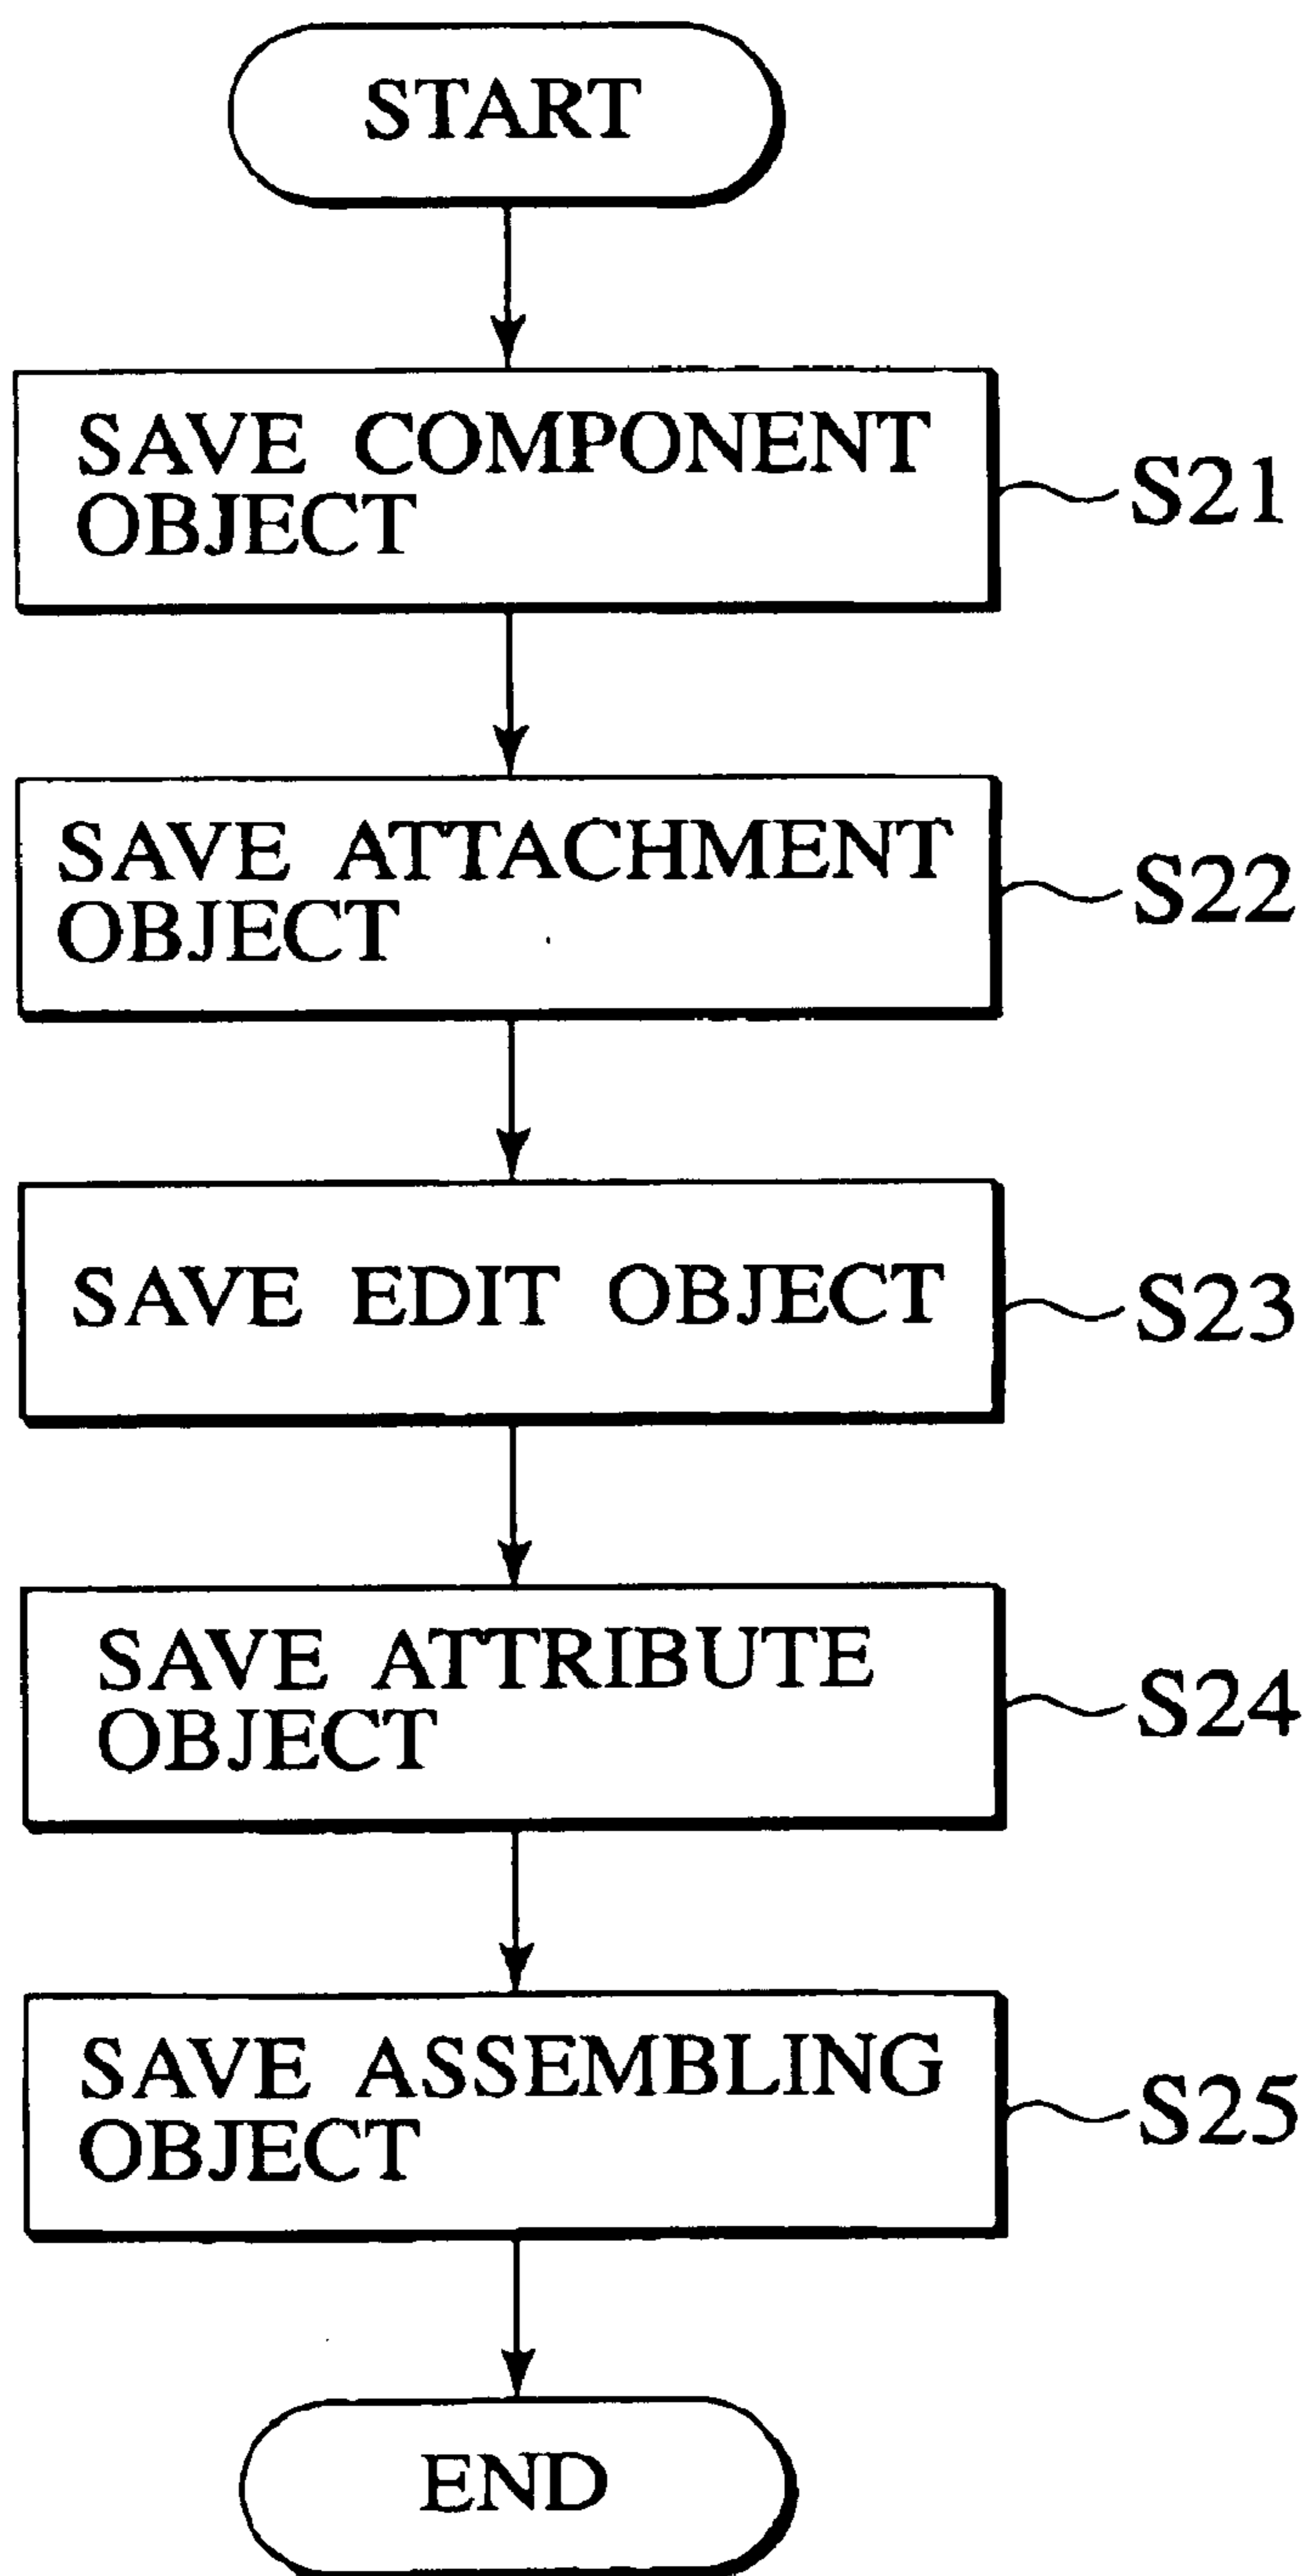 START
SAVE COMPONENT
OBJECT
S21
SAVE ATTACHMENT
OBJECT
S22
SAVE EDIT OBJECT
S23
SAVE ATTRIBUTE
OBJECT
S24
SAVE ASSEMBLING
OBJECT
S25
END